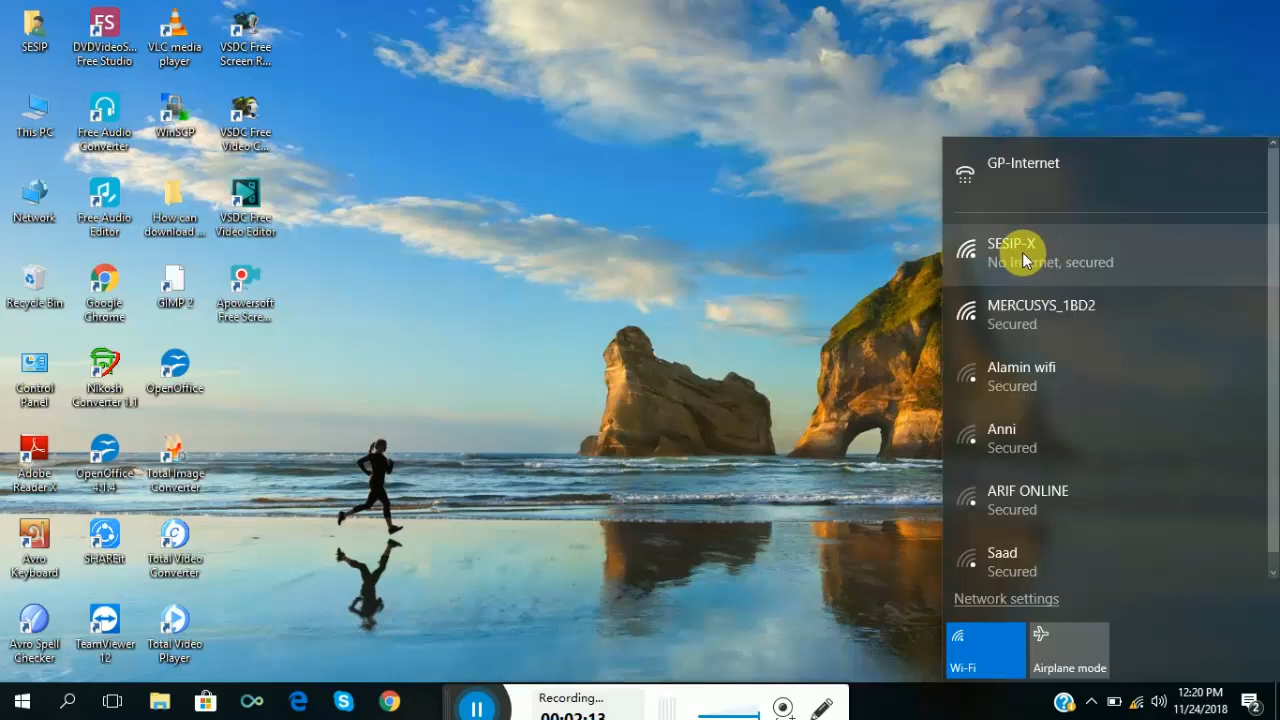 SESIP
FS
DVDVideoS...
Free Studio
VLC media
player
VSDC Free
Screen R...
This PC
Free Audio
Converter
WinSCP
VSDC Free
Video C...
Network
Free Audio
Editor
How can
download ...
VSDC Free
Video Editor
Recycle Bin
Google
Chrome
GIMP 2
Apowersoft
Free Scre...
Control
Panel
Nikosh
Converter 1.1
OpenOffice
Adobe
Reader X
OpenOffice
4.1.4
Total Image
Converter
Avro
Keyboard
SHAREit
Total Video
Converter
Avro Spell
Checker
TeamViewer
12
Total Video
Player
GP-Internet
SESIP-X
No Internet, secured
MERCUSYS_1BD2
Secured
Alamin wifi
Secured
Anni
Secured
ARIF ONLINE
Secured
Saad
Secured
Network settings
Wi-Fi
Airplane mode
Recording...
00:02:13
12:20 PM
11/24/2018
2